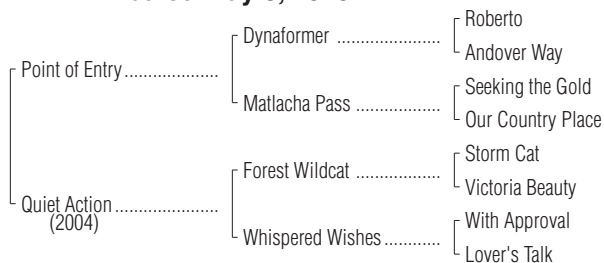 Roberto
Dynaformer ....................
Andover Way
Point of Entry....................
Seeking the Gold
Matlacha Pass .................
Our Country Place
Storm Cat
Forest Wildcat .................
Victoria Beauty
Quiet Action......................
(2004)
With Approval
Whispered Wishes............
Lover's Talk